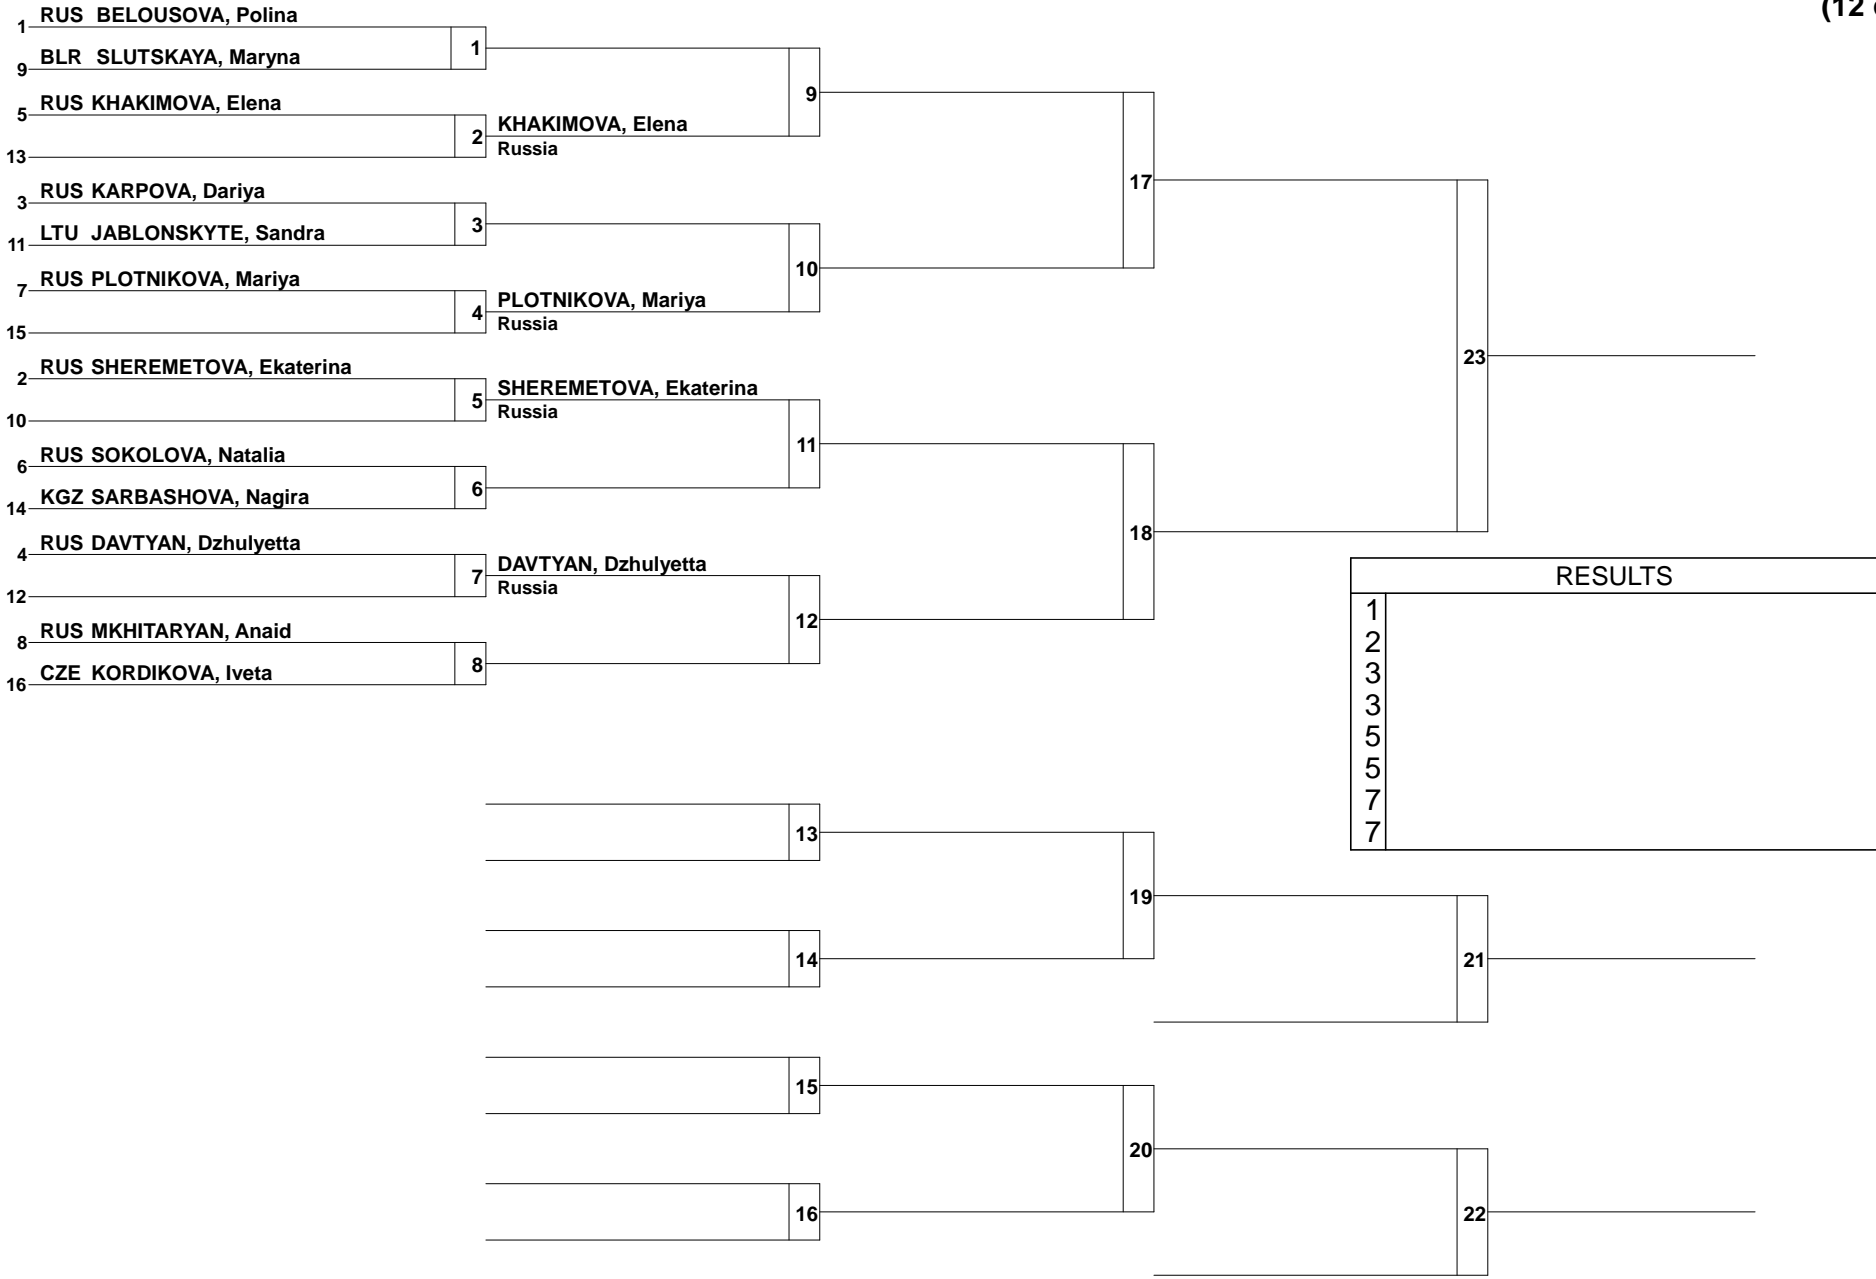 (12
1 RUS BELOUSOVA, Polina
1
9 BLR SLUTSKAYA, Maryna
9
5 RUS KHAKIMOVA, Elena
2 KHAKIMOVA, Elena
Russia
13
17
3 RUS KARPOVA, Dariya
3
11 LTU JABLONSKYTE, Sandra
10
7 RUS PLOTNIKOVA, Mariya
4 PLOTNIKOVA, Mariya
Russia
15
23
2 RUS SHEREMETOVA, Ekaterina
5 SHEREMETOVA, Ekaterina
Russia
10
11
6 RUS SOKOLOVA, Natalia
6
14 KGZ SARBASHOVA, Nagira
18
4 RUS DAVTYAN, Dzhulyetta
7 DAVTYAN, Dzhulyetta
Russia
12
12
8 RUS MKHITARYAN, Anaid
8
16 CZE KORDIKOVA, Iveta
RESULTS
1
2
3
3
5
5
7
7
13
19
14
21
15
20
16
22